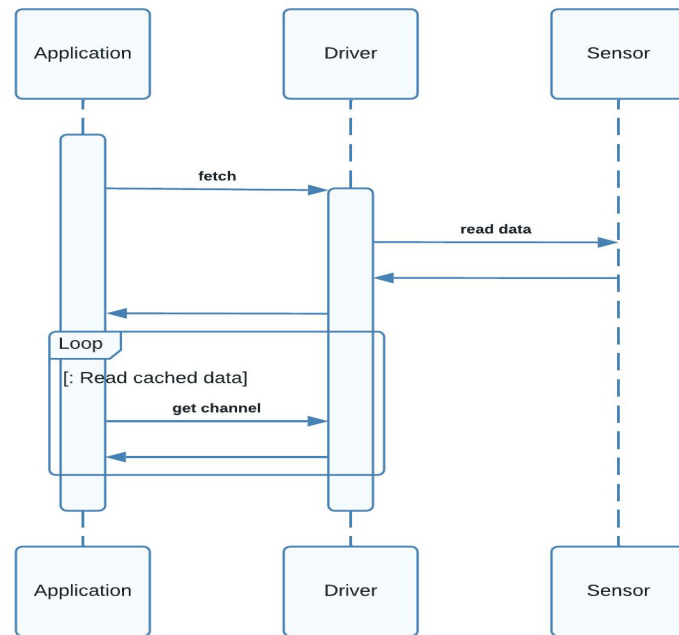 Application
Driver
Sensor
fetch
read data
Loop
[: Read cached data]
get channel
Application
Driver
Sensor